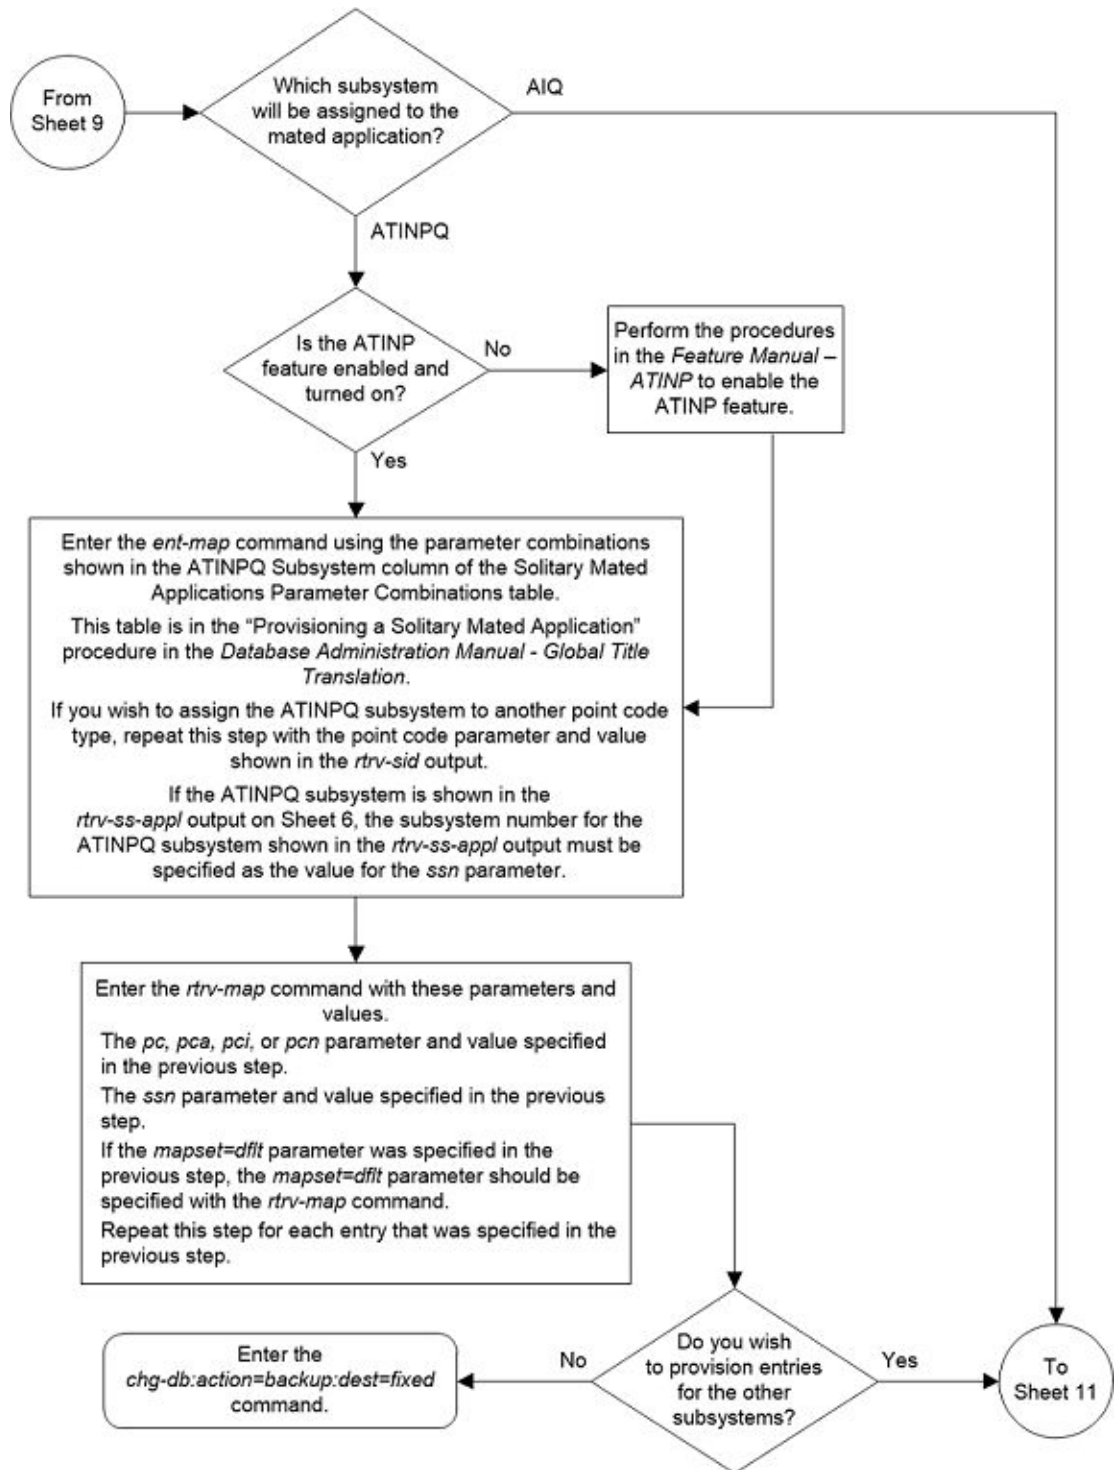 From
Sheet 9
Which subsystem
will be assigned to the
mated application?
AIQ
ATINPQ
Is the ATINP
feature enabled and
turned on?
No
Perform the procedures
in the Feature Manual –
ATINP to enable the
ATINP feature.
Yes
Enter the ent-map command using the parameter combinations
shown in the ATINPQ Subsystem column of the Solitary Mated
Applications Parameter Combinations table.
This table is in the “Provisioning a Solitary Mated Application”
procedure in the Database Administration Manual - Global Title
Translation.
If you wish to assign the ATINPQ subsystem to another point code
type, repeat this step with the point code parameter and value
shown in the rtrv-sid output.
If the ATINPQ subsystem is shown in the
rtrv-ss-appl output on Sheet 6, the subsystem number for the
ATINPQ subsystem shown in the rtrv-ss-appl output must be
specified as the value for the ssn parameter.
Enter the rtrv-map command with these parameters and
values.
The pc, pca, pci, or pcn parameter and value specified
in the previous step.
The ssn parameter and value specified in the previous
step.
If the mapset=dflt parameter was specified in the
previous step, the mapset=dflt parameter should be
specified with the rtrv-map command.
Repeat this step for each entry that was specified in the
previous step.
Do you wish
to provision entries
for the other
subsystems?
No
Yes
Enter the
chg-db:action=backup:dest=fixed
command.
To
Sheet 11